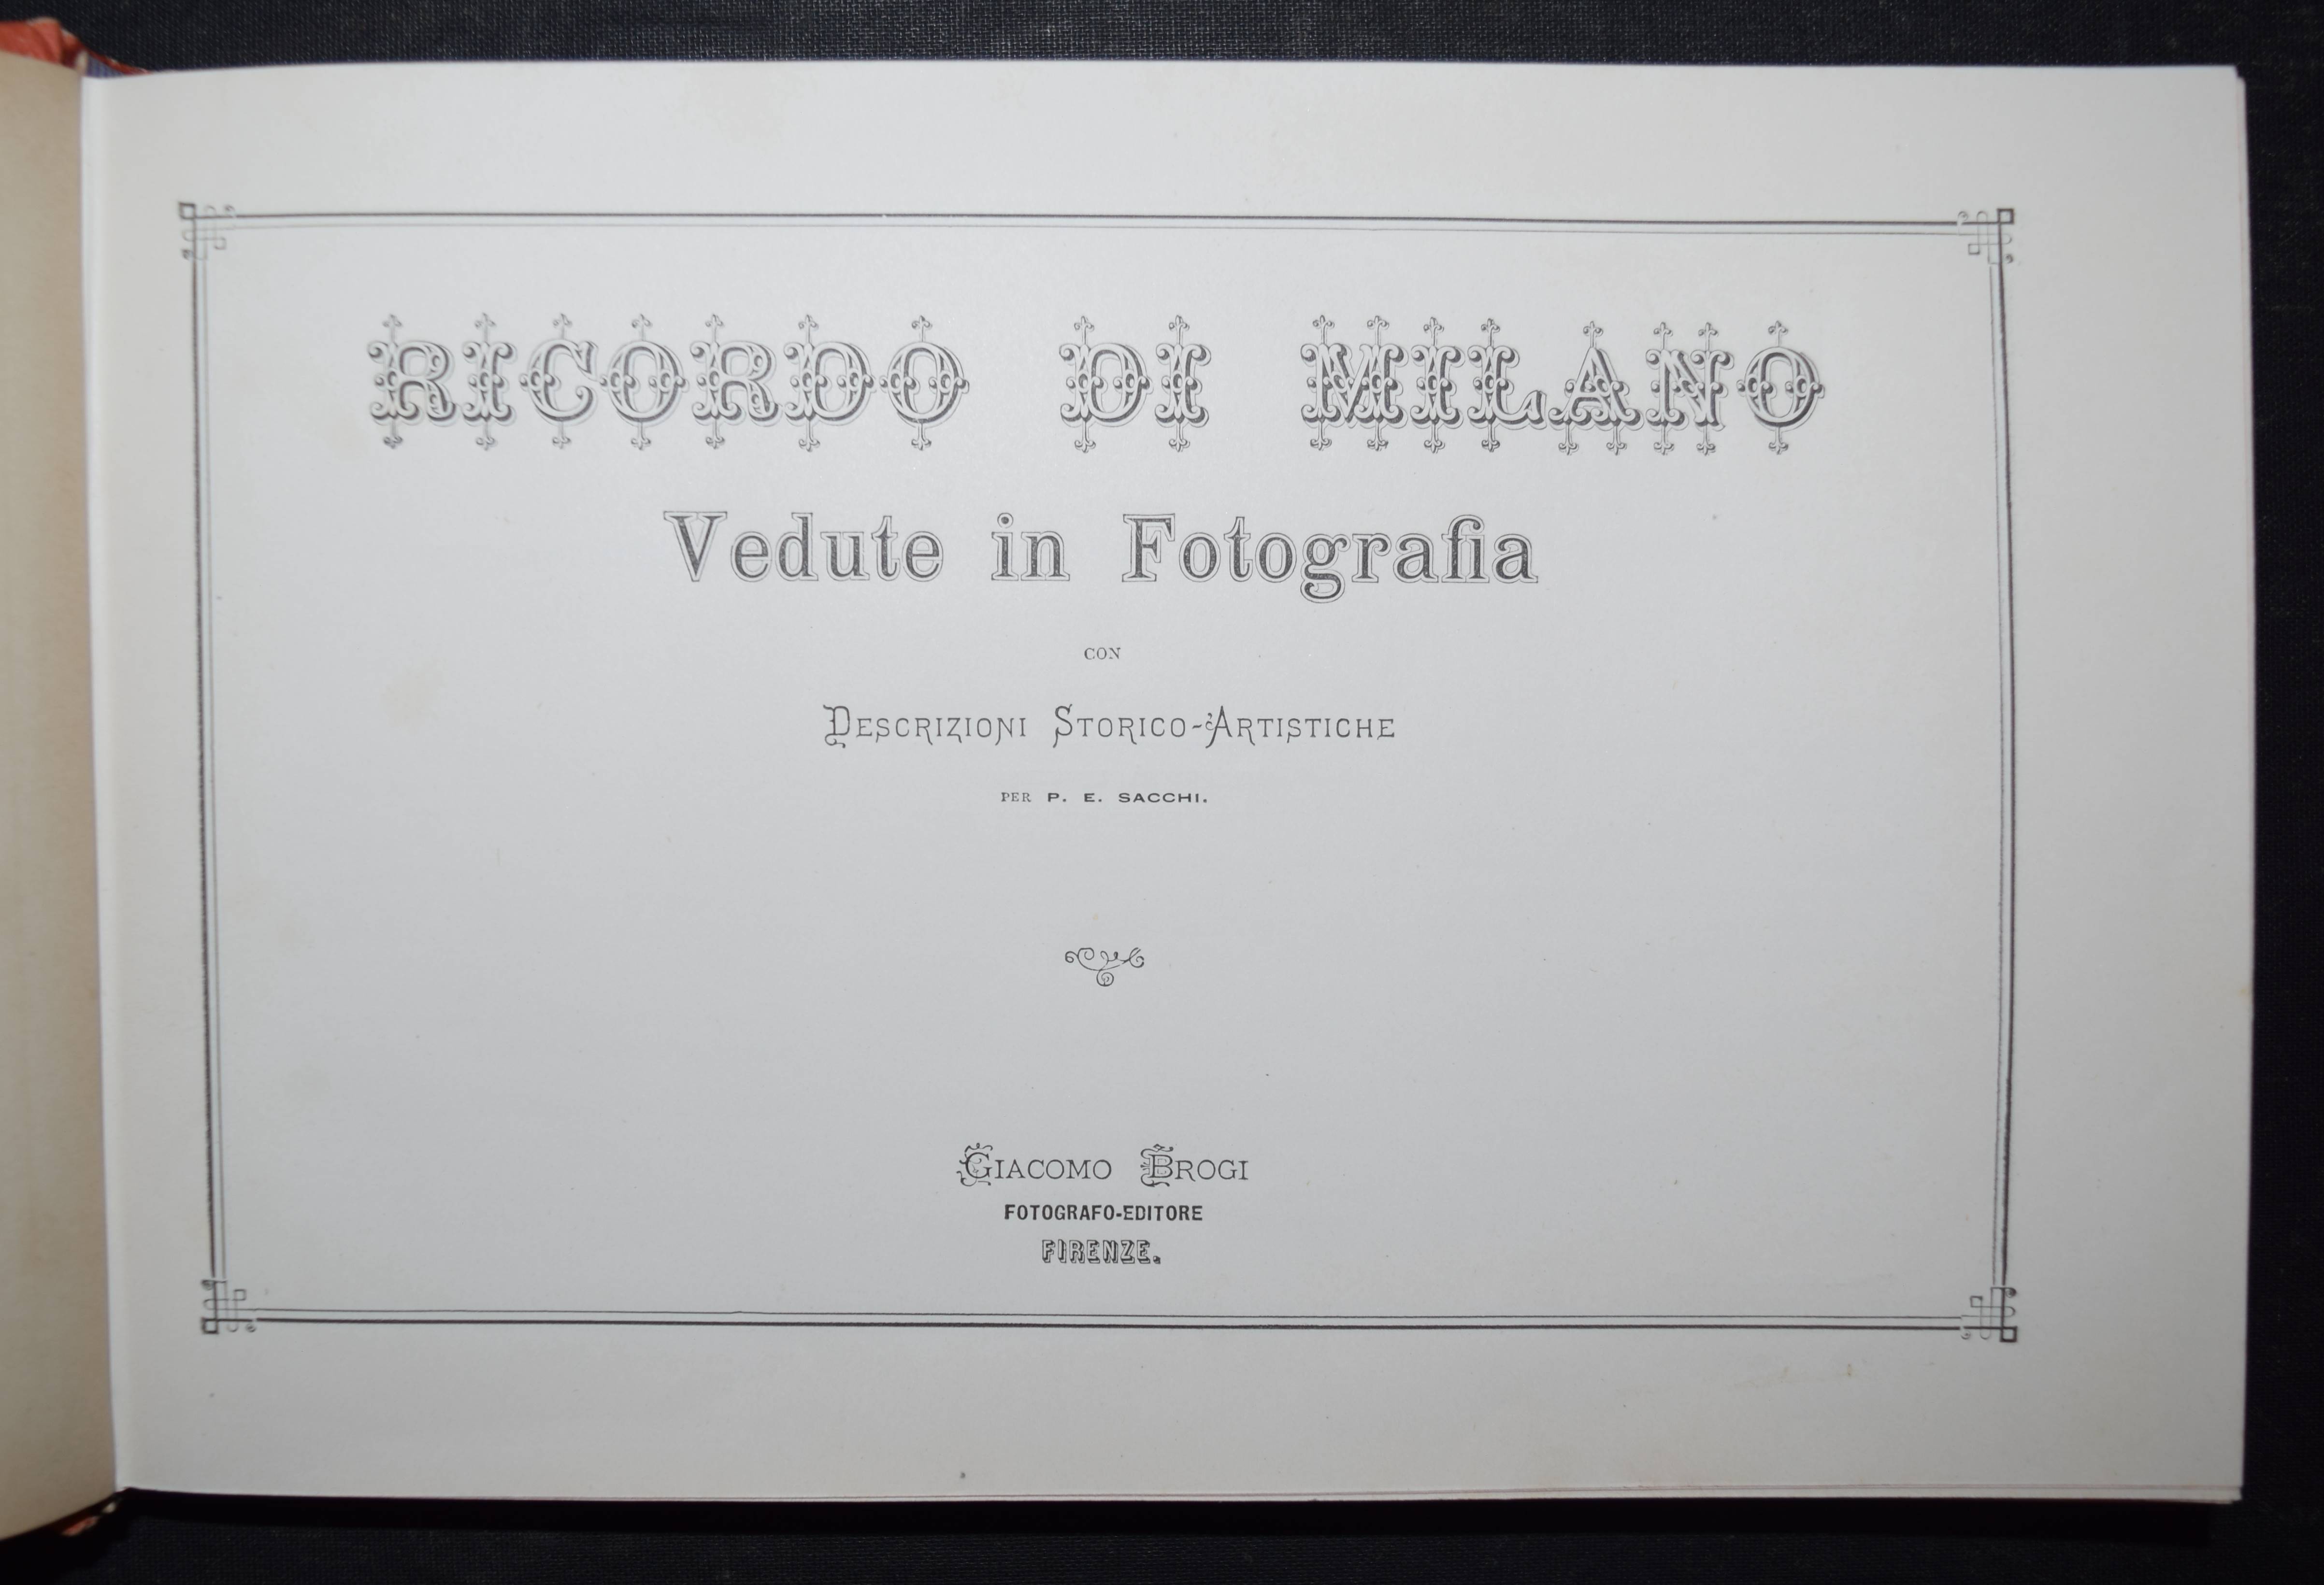 RICORDO DI MILANO
Vedute in Fotografia
CON
DESCRIZIONI STORICO-ARTISTICHE
PER P. E. SACCHI.
GIACOMO BROGI
FOTOGRAFO-EDITORE
FIRENZE.